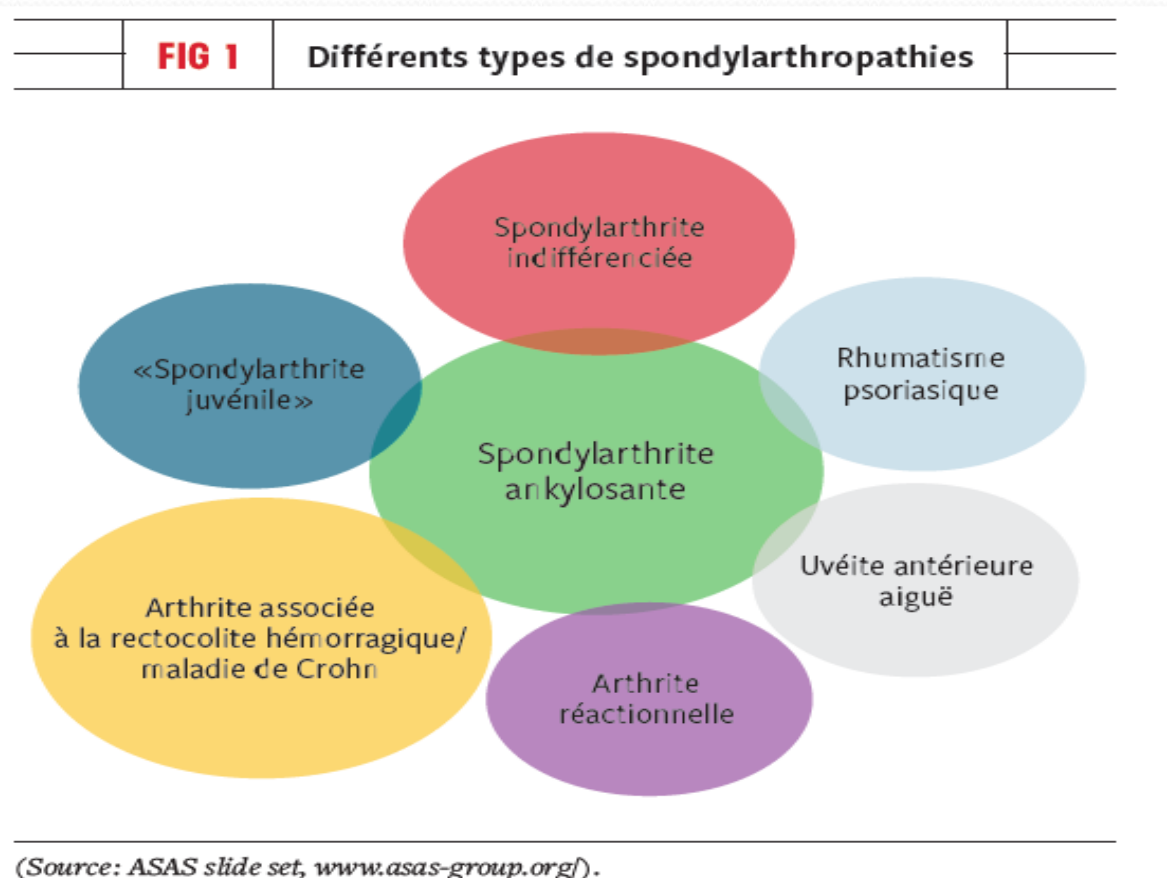 FIG 1
Différents types de spondylarthropathies
Spondylarthrite
indifférenciée
«Spondylarthrite
juvénile»
Rhumatisme
psoriasique
Spondylarthrite
ankylosante
Uvéite antérieure
aiguë
Arthrite associée
à la rectocolite hémorragique/
maladie de Crohn
Arthrite
réactionnelle
(Source: ASAS slide set, www.asas-group.org/).